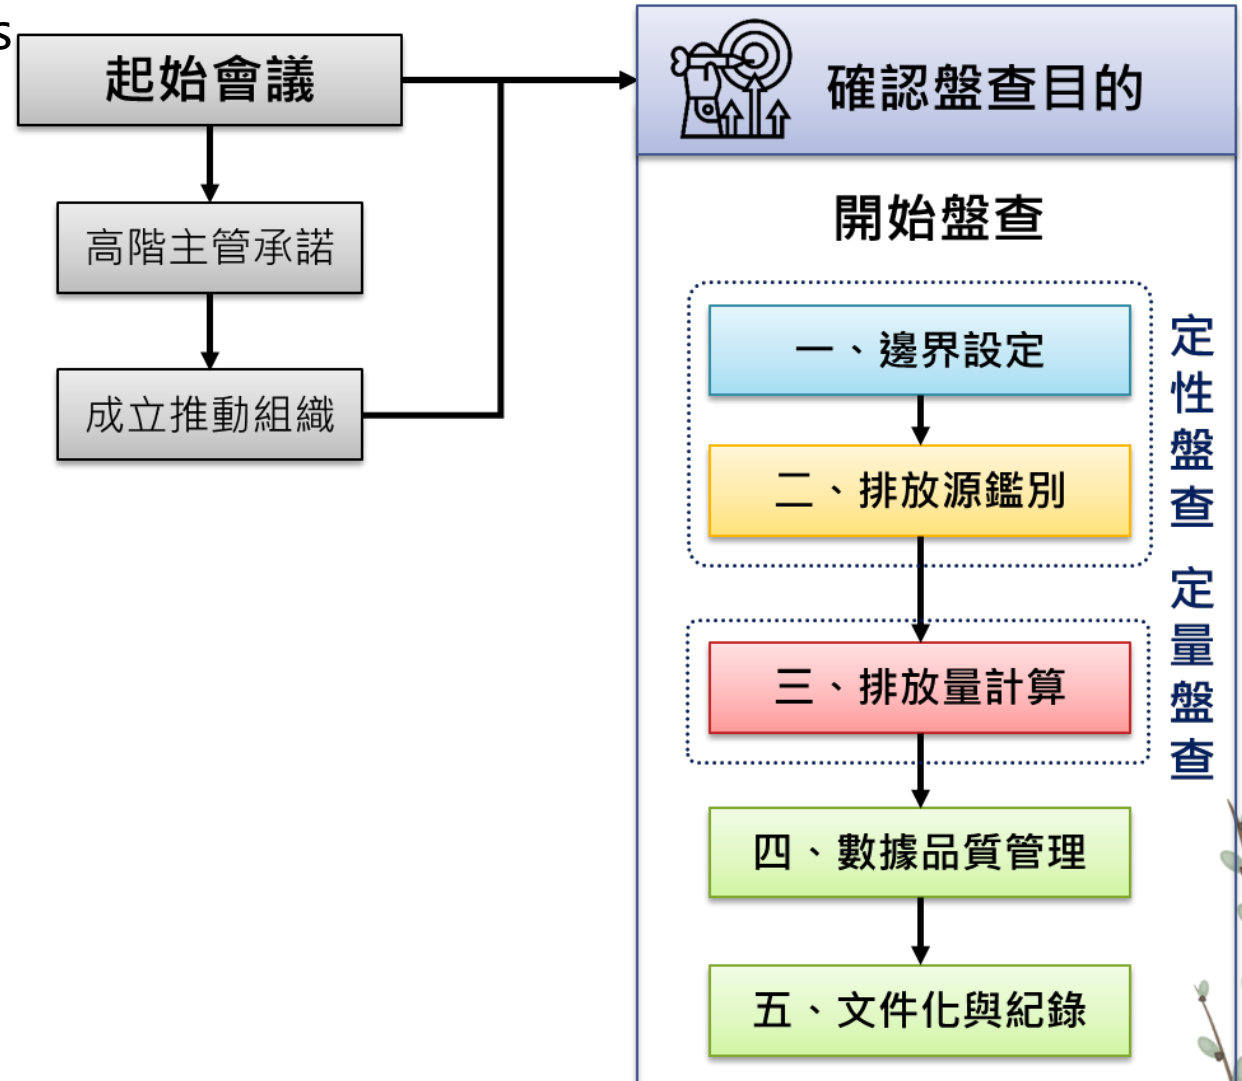 s
起始會議
高階主管承諾
成立推動組織
確認盤查目的
開始盤查
一、邊界設定
二、排放源鑑別
定性盤查
三、排放量計算
定量盤查
四、數據品質管理
五、文件化與紀錄